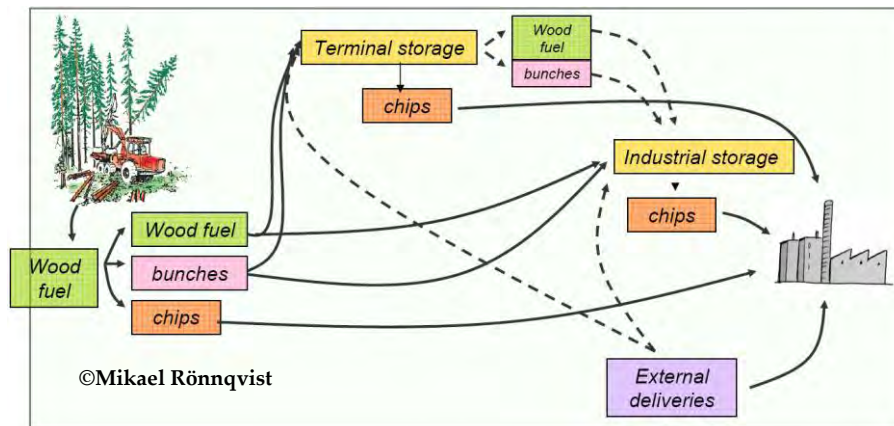 Terminal storage
Wood
fuel
bunches
chips
Industrial storage
chips
Wood fuel
bunches
chips
Wood
fuel
External
deliveries
©Mikael Rönnqvist